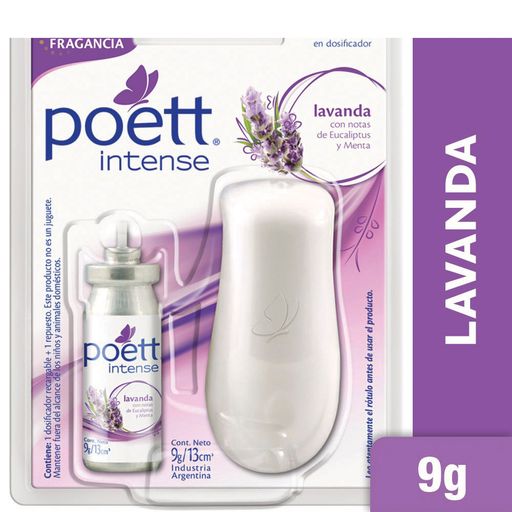 FRAGANCIA
en dosificador
poett®
intense
lavanda
con notas
de Eucaliptus
y Menta
Contiene: 1 dosificador recargable + 1 repuesto. Este producto no es un juguete.
Mantener fuera del alcance de los niños y animales domésticos.
poett
intense
lavanda
con notas
de Eucaliptus
y Menta
Cont. Neto
9g/13cm³
Cont. Neto
9g/13cm³
Industria
Argentina
Lea atentamente el rótulo antes de usar el producto.
LAVANDA
9g